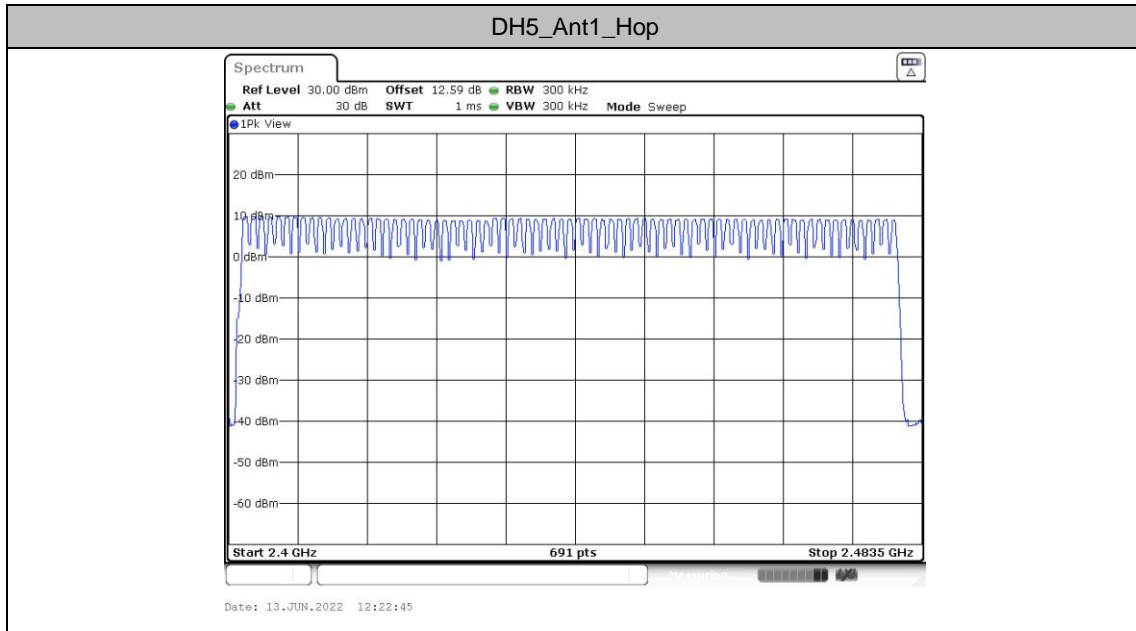 DH5_Ant1_Hop
Spectrum
Ref Level 30.00 dBm Offset 12.59 dB RBW 300 kHz
Att 30 dB SWT 1 ms VBW 300 kHz Mode Sweep
1Pk View
20 dBm
10 dBm
0 dBm
-10 dBm
-20 dBm
-30 dBm
-40 dBm
-50 dBm
-60 dBm
Start 2.4 GHz 691 pts Stop 2.4835 GHz
Measuring
Date: 13.JUN.2022 12:22:45